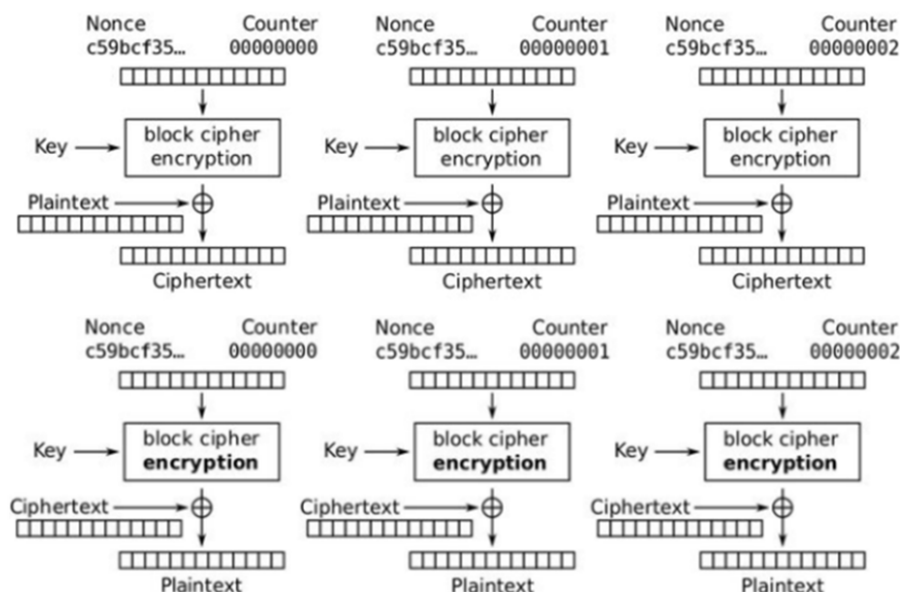 Nonce Counter Nonce Counter Nonce Counter
c59bcf35… 00000000 c59bcf35… 00000001 c59bcf35… 00000002
block cipher block cipher block cipher
Key encryption Key encryption Key encryption
Plaintext Plaintext Plaintext
Ciphertext Ciphertext Ciphertext
Nonce Counter Nonce Counter Nonce Counter
c59bcf35… 00000000 c59bcf35… 00000001 c59bcf35… 00000002
block cipher block cipher block cipher
Key encryption Key encryption Key encryption
Ciphertext Ciphertext Ciphertext
Plaintext Plaintext Plaintext